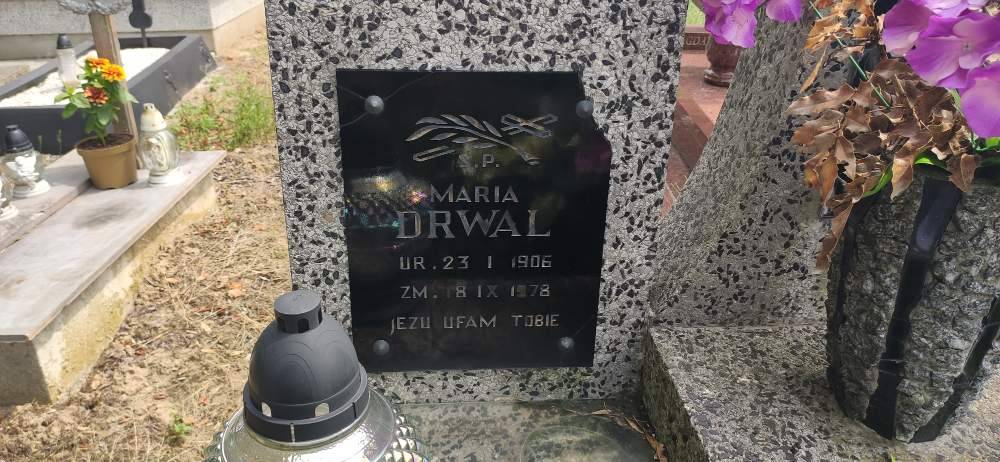 Ś.P.
MARIA
DRWAL
UR. 23 I 1906
ZM. 18 IX 1978
JEZU UFAM TOBIE